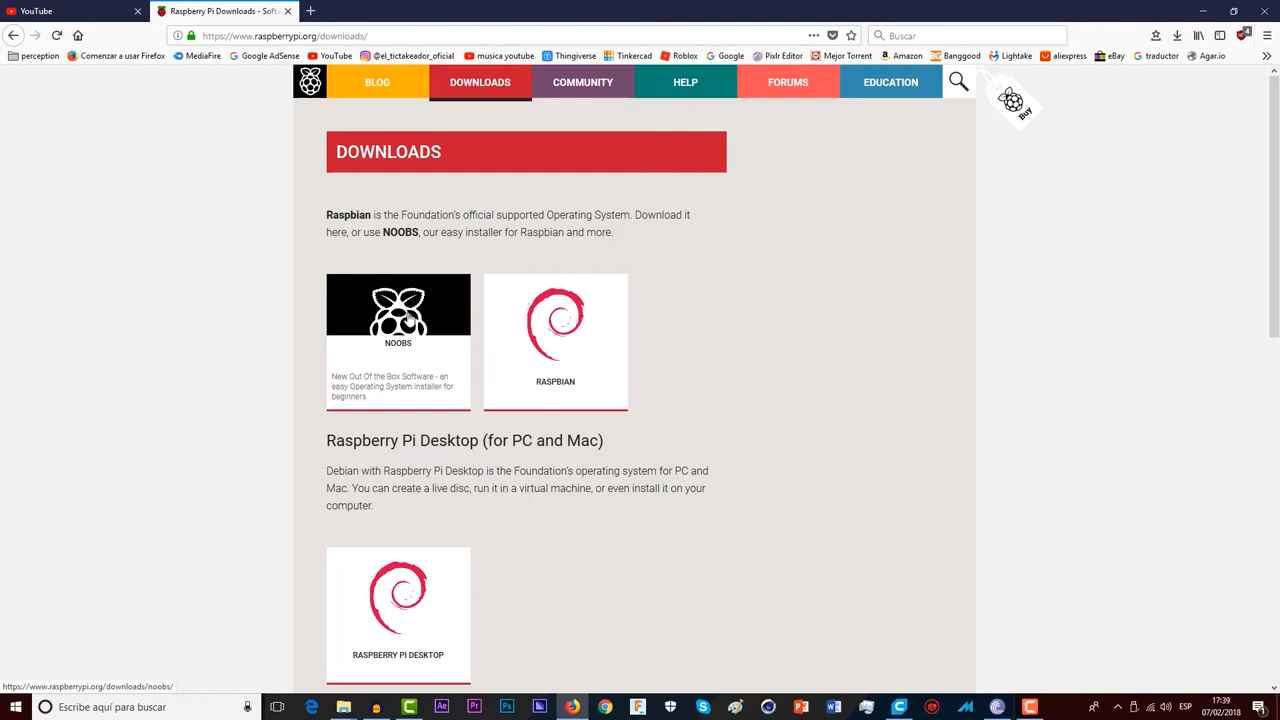 YouTube
Raspberry Pi Downloads - Softw
https://www.raspberrypi.org/downloads/
Buscar
4
perception
Comenzar a usar Firefox
MediaFire
Google AdSense
YouTube
@el_tictakeador_oficial
musica youtube
Thingiverse
Tinkercad
Roblox
Google
Pixlr Editor
Mejor Torrent
Amazon
Banggood
Lightake
aliexpress
eBay
traductor
Agar.io
BLOG
DOWNLOADS
COMMUNITY
HELP
FORUMS
EDUCATION
Buy
DOWNLOADS
Raspbian is the Foundation's official supported Operating System. Download it
here, or use NOOBS, our easy installer for Raspbian and more.
NOOBS
New Out Of the Box Software - an
easy Operating System installer for
beginners
RASPBIAN
Raspberry Pi Desktop (for PC and Mac)
Debian with Raspberry Pi Desktop is the Foundation's operating system for PC and
Mac. You can create a live disc, run it in a virtual machine, or even install it on your
computer.
RASPBERRY PI DESKTOP
https://www.raspberrypi.org/downloads/noobs/
Escribe aquí para buscar
Ae
Pr
Ps
ESP
17:39
07/02/2018